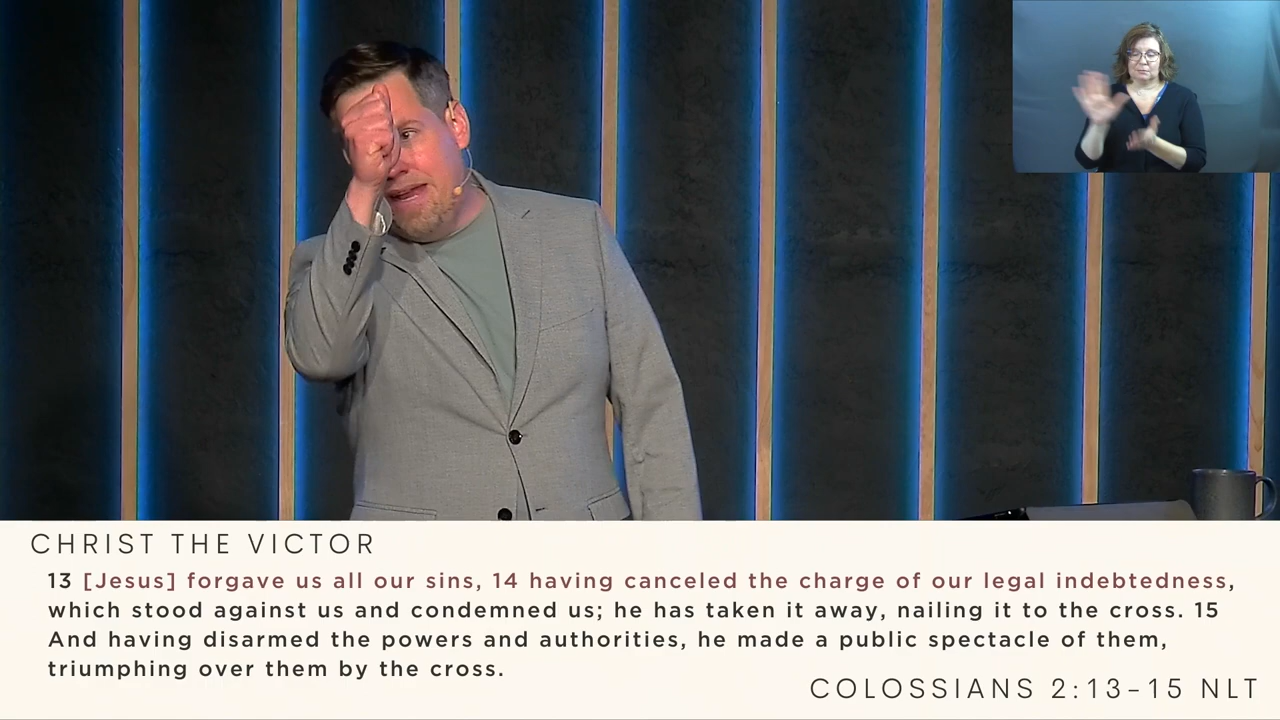 CHRIST THE VICTOR
13 [Jesus] forgave us all our sins, 14 having canceled the charge of our legal indebtedness,
which stood against us and condemned us; he has taken it away, nailing it to the cross. 15
And having disarmed the powers and authorities, he made a public spectacle of them,
triumphing over them by the cross.
COLOSSIANS 2:13-15 NLT